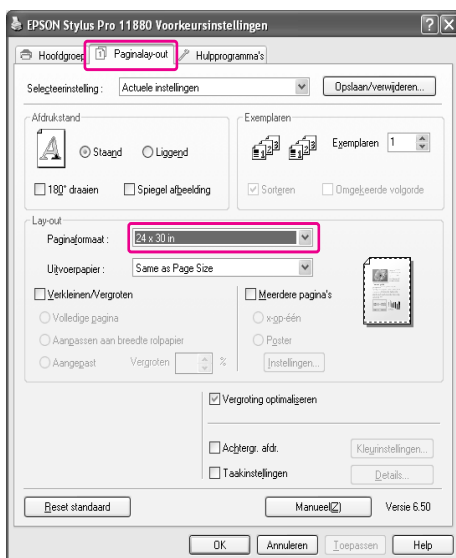 EPSON Stylus Pro 11880 Voorkeursinstellingen
Hoofdgroep Paginalay-out Hulpprogramma's
Selecteerinstelling : Actuele instellingen Opslaan/verwijderen...
Afdrukstand
Staand Liggend
180° draaien Spiegel afbeelding
Exemplaren
Exemplaren 1
Sorteren Omgekeerde volgorde
Lay-out
Paginaformaat : 24 x 30 in
Uitvoerpapier : Same as Page Size
Verkleinen/Vergroten
Volledige pagina
Aanpassen aan breedte rolpapier
Aangepast Vergroten %
Meerdere pagina's
x-op-één
Poster
Instellingen...
Vergroting optimaliseren
Achtergr. afdr. Kleurinstellingen...
Taakinstellingen Details...
Reset standaard Manueel(Z) Versie 6.50
OK Annuleren Toepassen Help